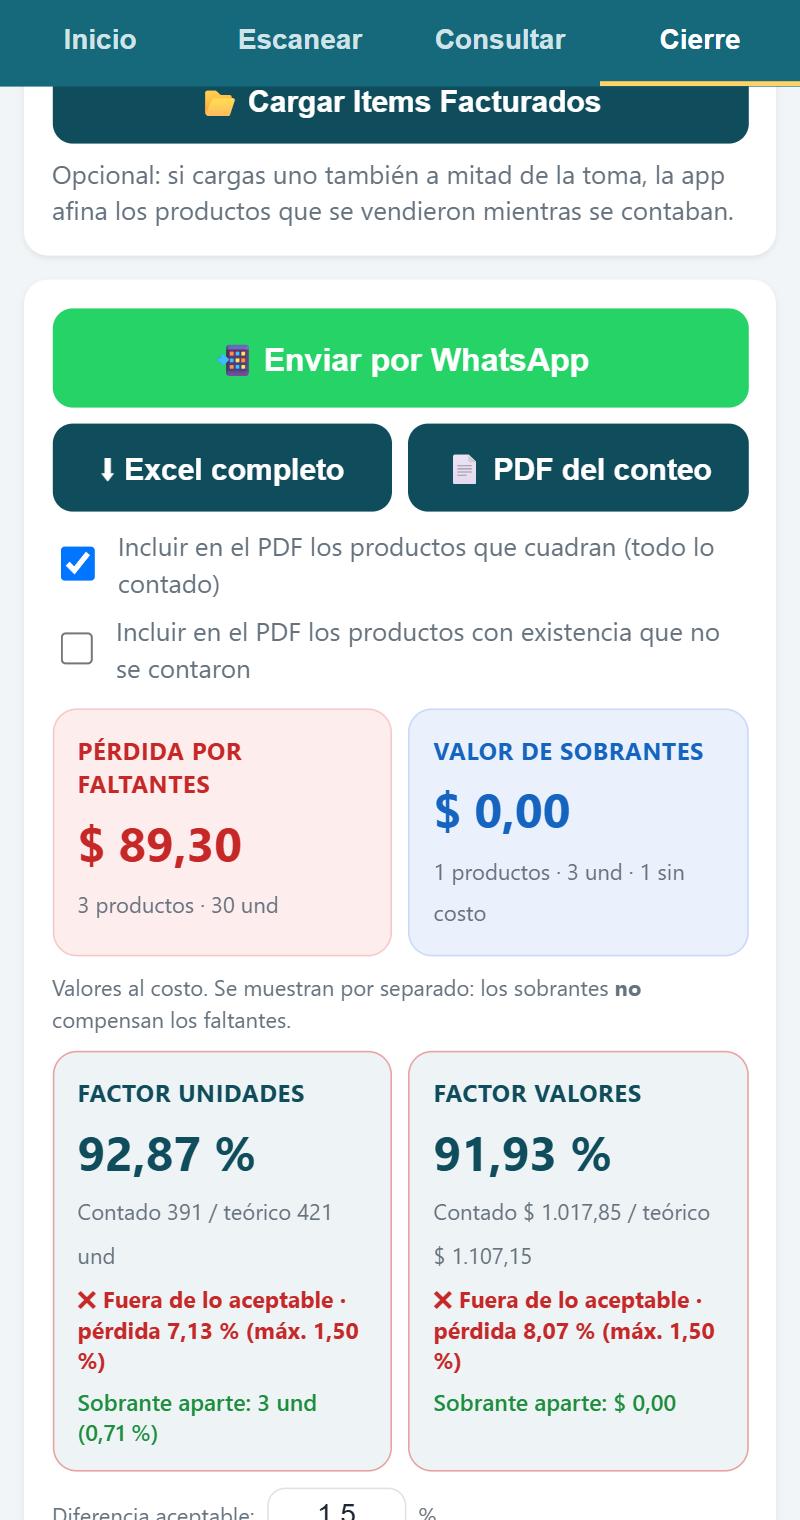 Inicio Escanear Consultar Cierre
Cargar Items Facturados
Opcional: si cargas uno también a mitad de la toma, la app
afina los productos que se vendieron mientras se contaban.
Enviar por WhatsApp
⬇ Excel completo
PDF del conteo
Incluir en el PDF los productos que cuadran (todo lo
contado)
Incluir en el PDF los productos con existencia que no
se contaron
PÉRDIDA POR
FALTANTES
$ 89,30
3 productos · 30 und
VALOR DE SOBRANTES
$ 0,00
1 productos · 3 und · 1 sin
costo
Valores al costo. Se muestran por separado: los sobrantes no
compensan los faltantes.
FACTOR UNIDADES
92,87 %
Contado 391 / teórico 421
und
❌ Fuera de lo aceptable ·
pérdida 7,13 % (máx. 1,50
%)
Sobrante aparte: 3 und
(0,71 %)
FACTOR VALORES
91,93 %
Contado $ 1.017,85 / teórico
$ 1.107,15
❌ Fuera de lo aceptable ·
pérdida 8,07 % (máx. 1,50
%)
Sobrante aparte: $ 0,00
Diferencia aceptable: 1.5 %